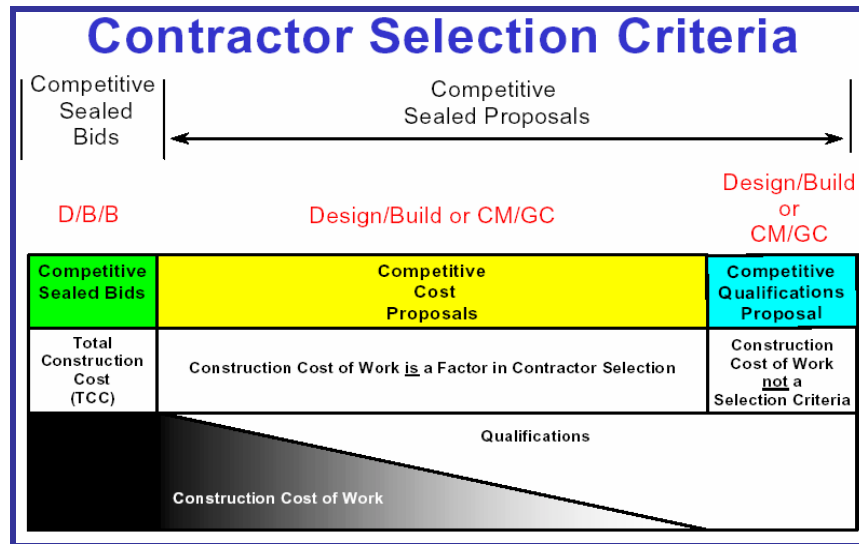 Contractor Selection Criteria
Competitive
Sealed
Bids
Competitive
Sealed Proposals
D/B/B
Design/Build or CM/GC
Design/Build
or
CM/GC
Competitive
Sealed Bids
Competitive
Cost
Proposals
Competitive
Qualifications
Proposal
Total
Construction
Cost
(TCC)
Construction Cost of Work is a Factor in Contractor Selection
Construction
Cost of Work
not a
Selection Criteria
Qualifications
Construction Cost of Work